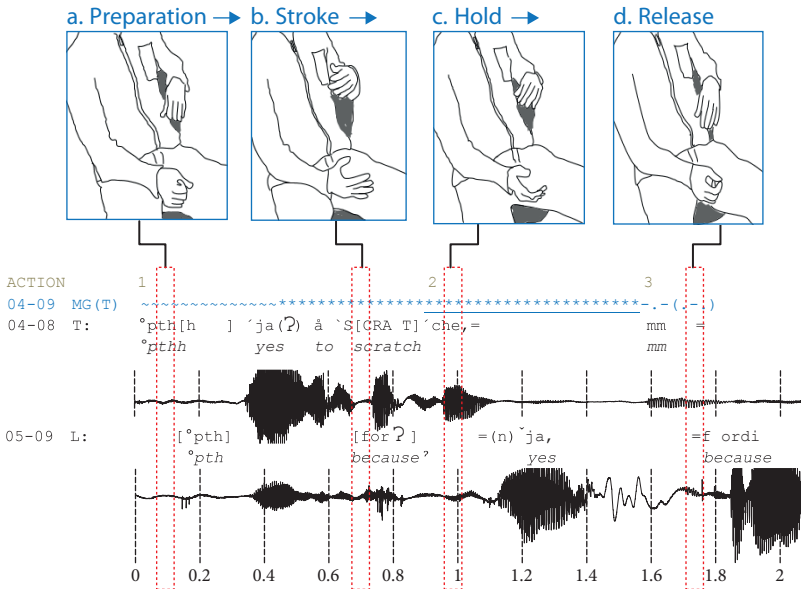 a. Preparation → b. Stroke → c. Hold → d. Release
ACTION 1 2 3
04-09 MG(T) ~~~~~~~~~~~~~~~**************************************-.-(.-.)
04-08 T: °pth[h ] ´ja(ʔ) å `S[CRA T]´che,= mm =
°pthh yes to scratch mm
05-09 L: [°pth] [forʔ ] =(n)ˇja, =f ordi
°pth because’ yes because
0 0.2 0.4 0.6 0.8 1 1.2 1.4 1.6 1.8 2